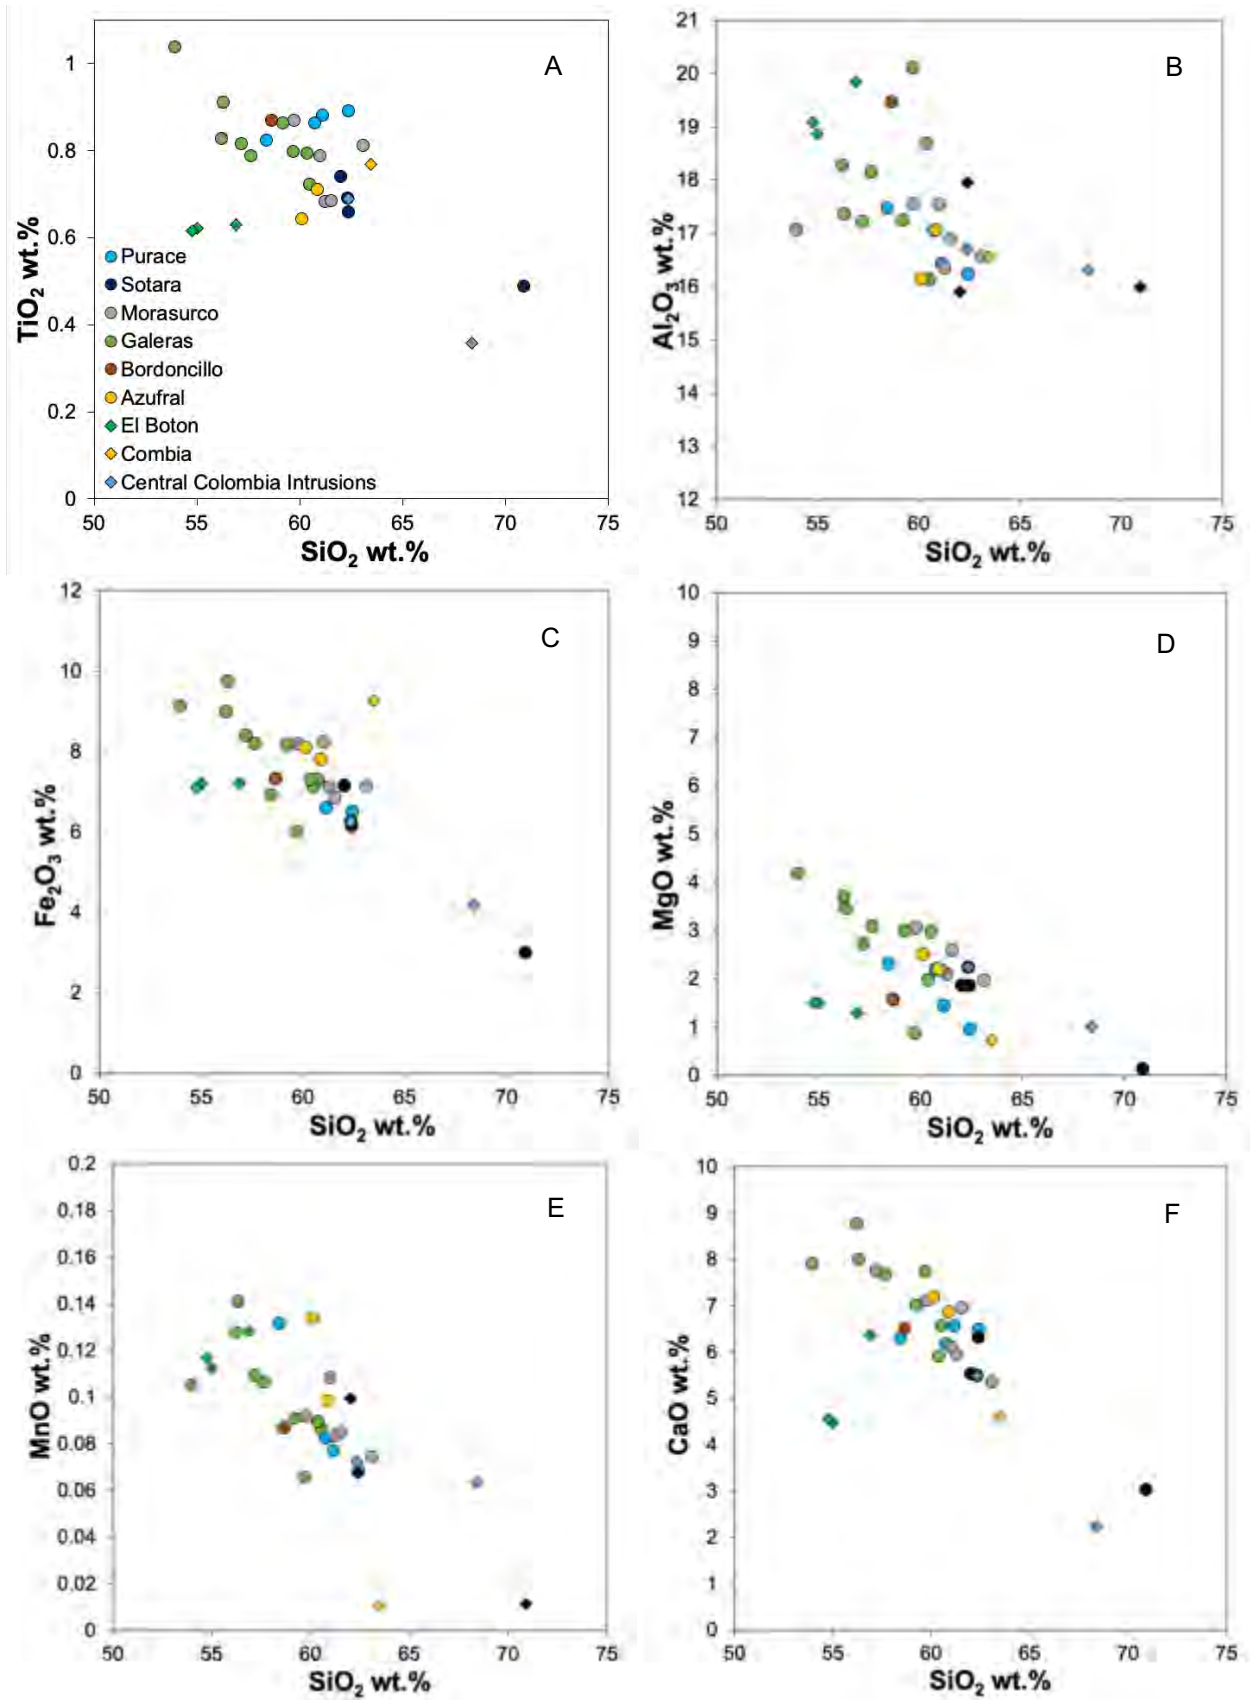 A
1
0.8
0.6
0.4
0.2
0
TiO2 wt.%
Purace
Sotara
Morasurco
Galeras
Bordoncillo
Azufral
El Boton
Combia
Central Colombia Intrusions
50 55 60 65 70 75
SiO2 wt.%
B
21
20
19
18
17
16
15
14
13
12
Al2O3 wt.%
50 55 60 65 70 75
SiO2 wt.%
C
12
10
8
6
4
2
0
Fe2O3 wt.%
50 55 60 65 70 75
SiO2 wt.%
D
10
9
8
7
6
5
4
3
2
1
0
MgO wt.%
50 55 60 65 70 75
SiO2 wt.%
E
0.2
0.18
0.16
0.14
0.12
0.1
0.08
0.06
0.04
0.02
0
MnO wt.%
50 55 60 65 70 75
SiO2 wt.%
F
10
9
8
7
6
5
4
3
2
1
0
CaO wt.%
50 55 60 65 70 75
SiO2 wt.%